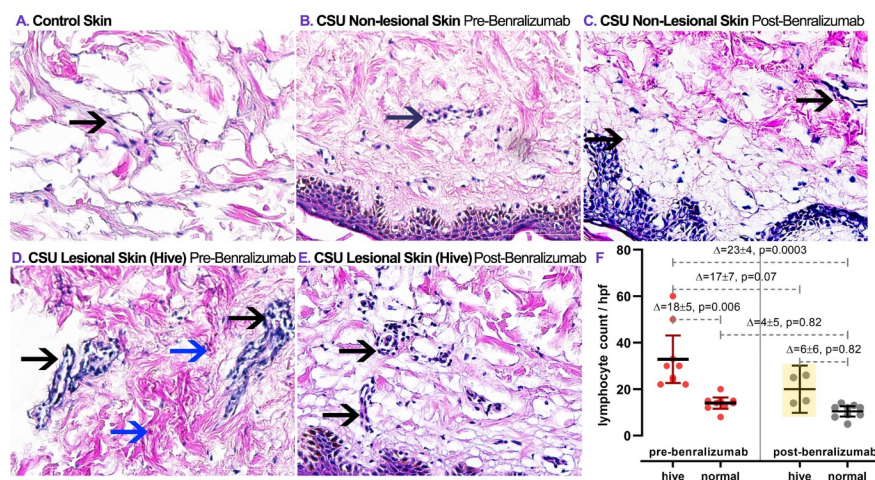 A. Control Skin
B. CSU Non-lesional Skin Pre-Benralizumab
C. CSU Non-Lesional Skin Post-Benralizumab
D. CSU Lesional Skin (Hive) Pre-Benralizumab
E. CSU Lesional Skin (Hive) Post-Benralizumab
F
lymphocyte count / hpf
80
60
40
20
0
Δ=23±4, p=0.0003
Δ=17±7, p=0.07
Δ=18±5, p=0.006
Δ=4±5, p=0.82
Δ=6±6, p=0.82
pre-benralizumab
post-benralizumab
hive
normal
hive
normal